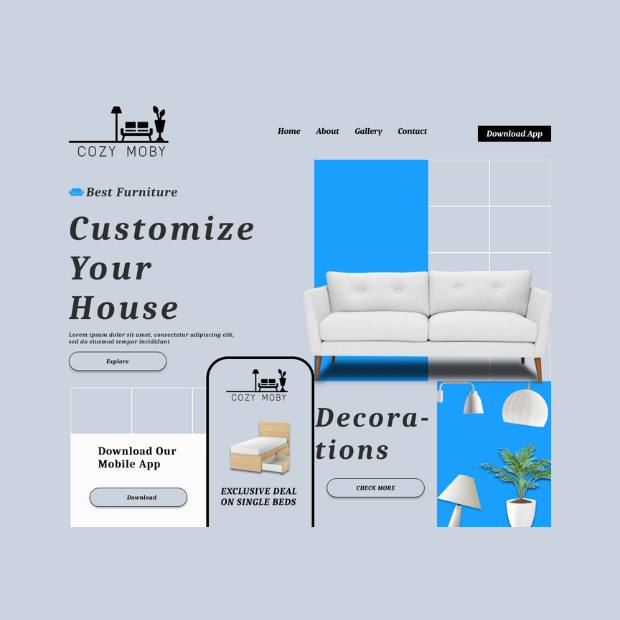 COZY MOBY
Home
About
Gallery
Contact
Download App
Best Furniture
Customize
Your
House
Lorem ipsum dolor sit amet, consectetur adipiscing elit,
sed do eiusmod tempor incididunt
Explore
Download Our
Mobile App
Download
COZY MOBY
EXCLUSIVE DEAL
ON SINGLE BEDS
Decora-
tions
CHECK MORE